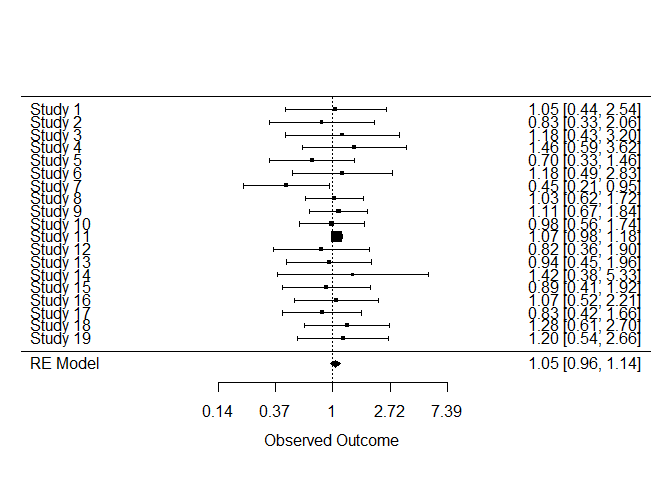 Study 1 1.05 [0.44, 2.54]
Study 2 0.83 [0.33, 2.06]
Study 3 1.18 [0.43, 3.20]
Study 4 1.46 [0.59, 3.62]
Study 5 0.70 [0.33, 1.46]
Study 6 1.18 [0.49, 2.83]
Study 7 0.45 [0.21, 0.95]
Study 8 1.03 [0.62, 1.72]
Study 9 1.11 [0.67, 1.84]
Study 10 0.98 [0.56, 1.74]
Study 11 1.07 [0.98, 1.18]
Study 12 0.82 [0.36, 1.90]
Study 13 0.94 [0.45, 1.96]
Study 14 1.42 [0.38, 5.33]
Study 15 0.89 [0.41, 1.92]
Study 16 1.07 [0.52, 2.21]
Study 17 0.83 [0.42, 1.66]
Study 18 1.28 [0.61, 2.70]
Study 19 1.20 [0.54, 2.66]
RE Model 1.05 [0.96, 1.14]
0.14 0.37 1 2.72 7.39
Observed Outcome